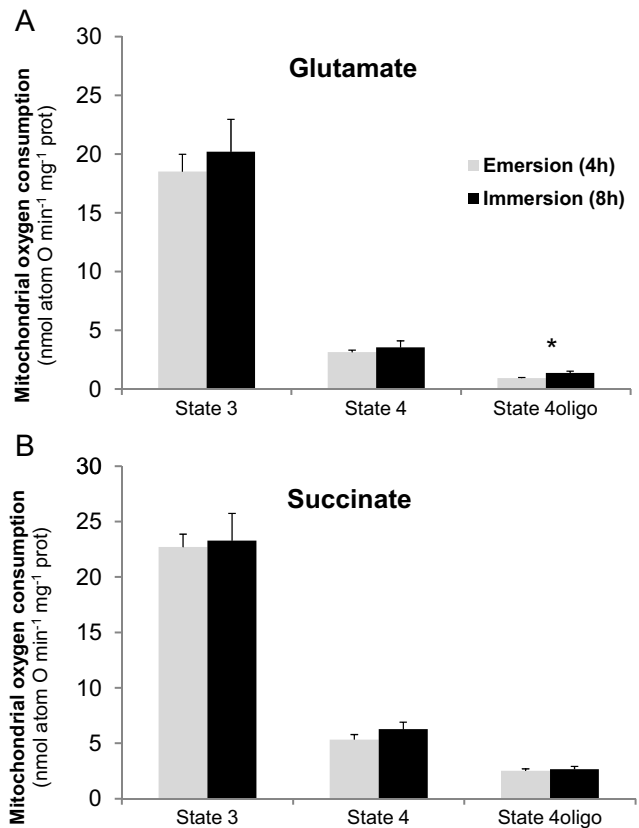 A
Mitochondrial oxygen consumption
(nmol atom O min-1 mg-1 prot)
30
25
20
15
10
5
0
Glutamate
Emersion (4h)
Immersion (8h)
*
State 3
State 4
State 4oligo
B
Mitochondrial oxygen consumption
(nmol atom O min-1 mg-1 prot)
30
25
20
15
10
5
0
Succinate
State 3
State 4
State 4oligo